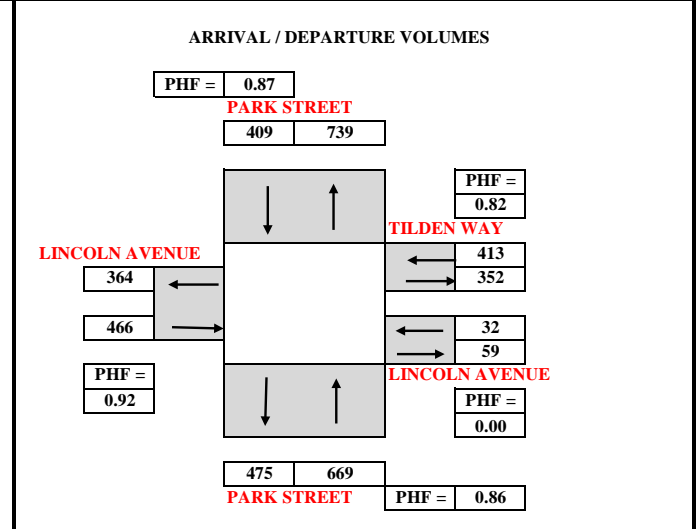 ARRIVAL / DEPARTURE VOLUMES
PHF = 0.87
PARK STREET
409 739
PHF =
0.82
TILDEN WAY
LINCOLN AVENUE
413
364
352
466
32
59
PHF =
LINCOLN AVENUE
0.92
PHF =
0.00
475 669
PARK STREET PHF = 0.86